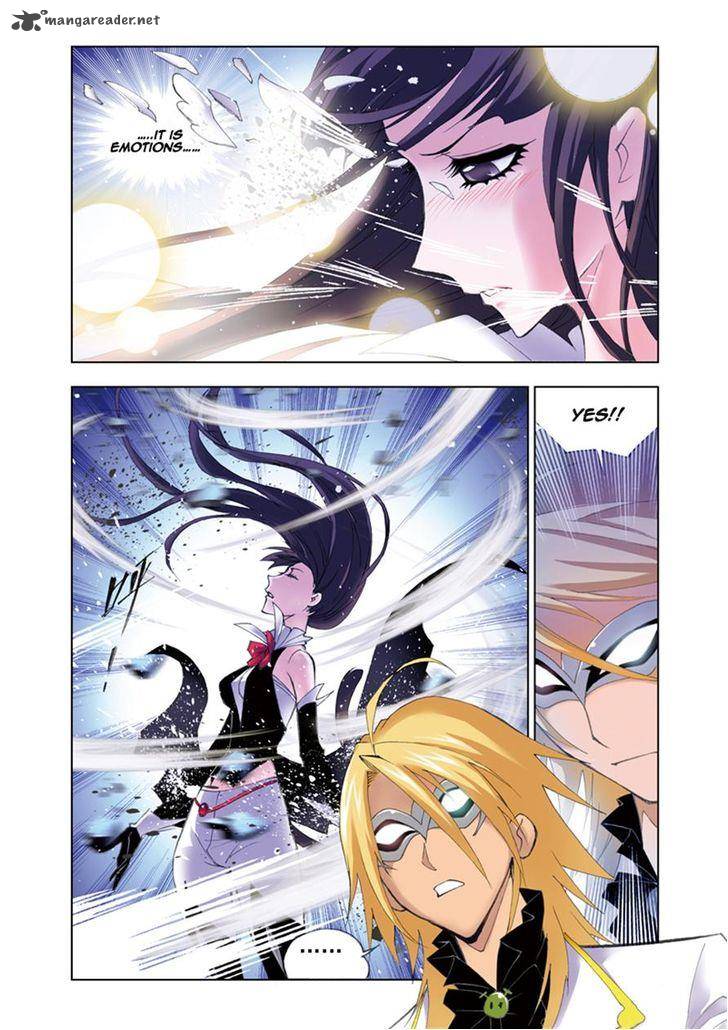 mangareader.net
.....IT IS
EMOTIONS......
YES!!
......